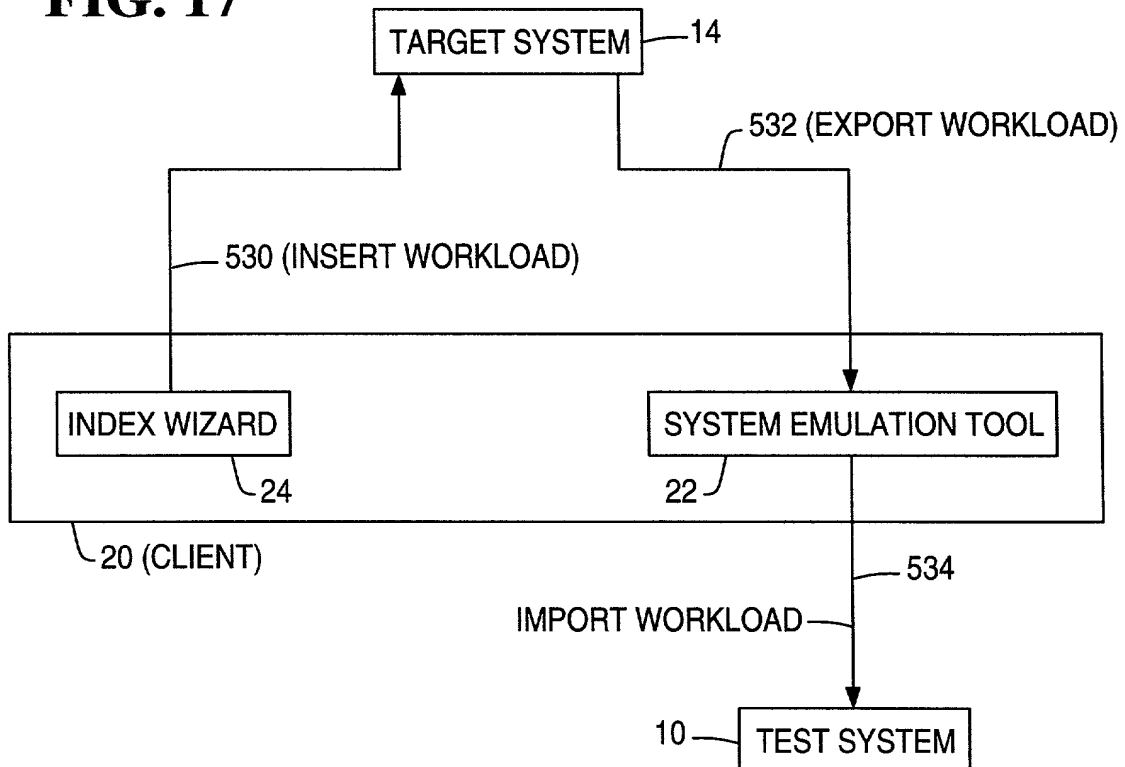 FIG. 17
TARGET SYSTEM
14
532 (EXPORT WORKLOAD)
530 (INSERT WORKLOAD)
INDEX WIZARD
SYSTEM EMULATION TOOL
24
22
20 (CLIENT)
534
IMPORT WORKLOAD
10
TEST SYSTEM